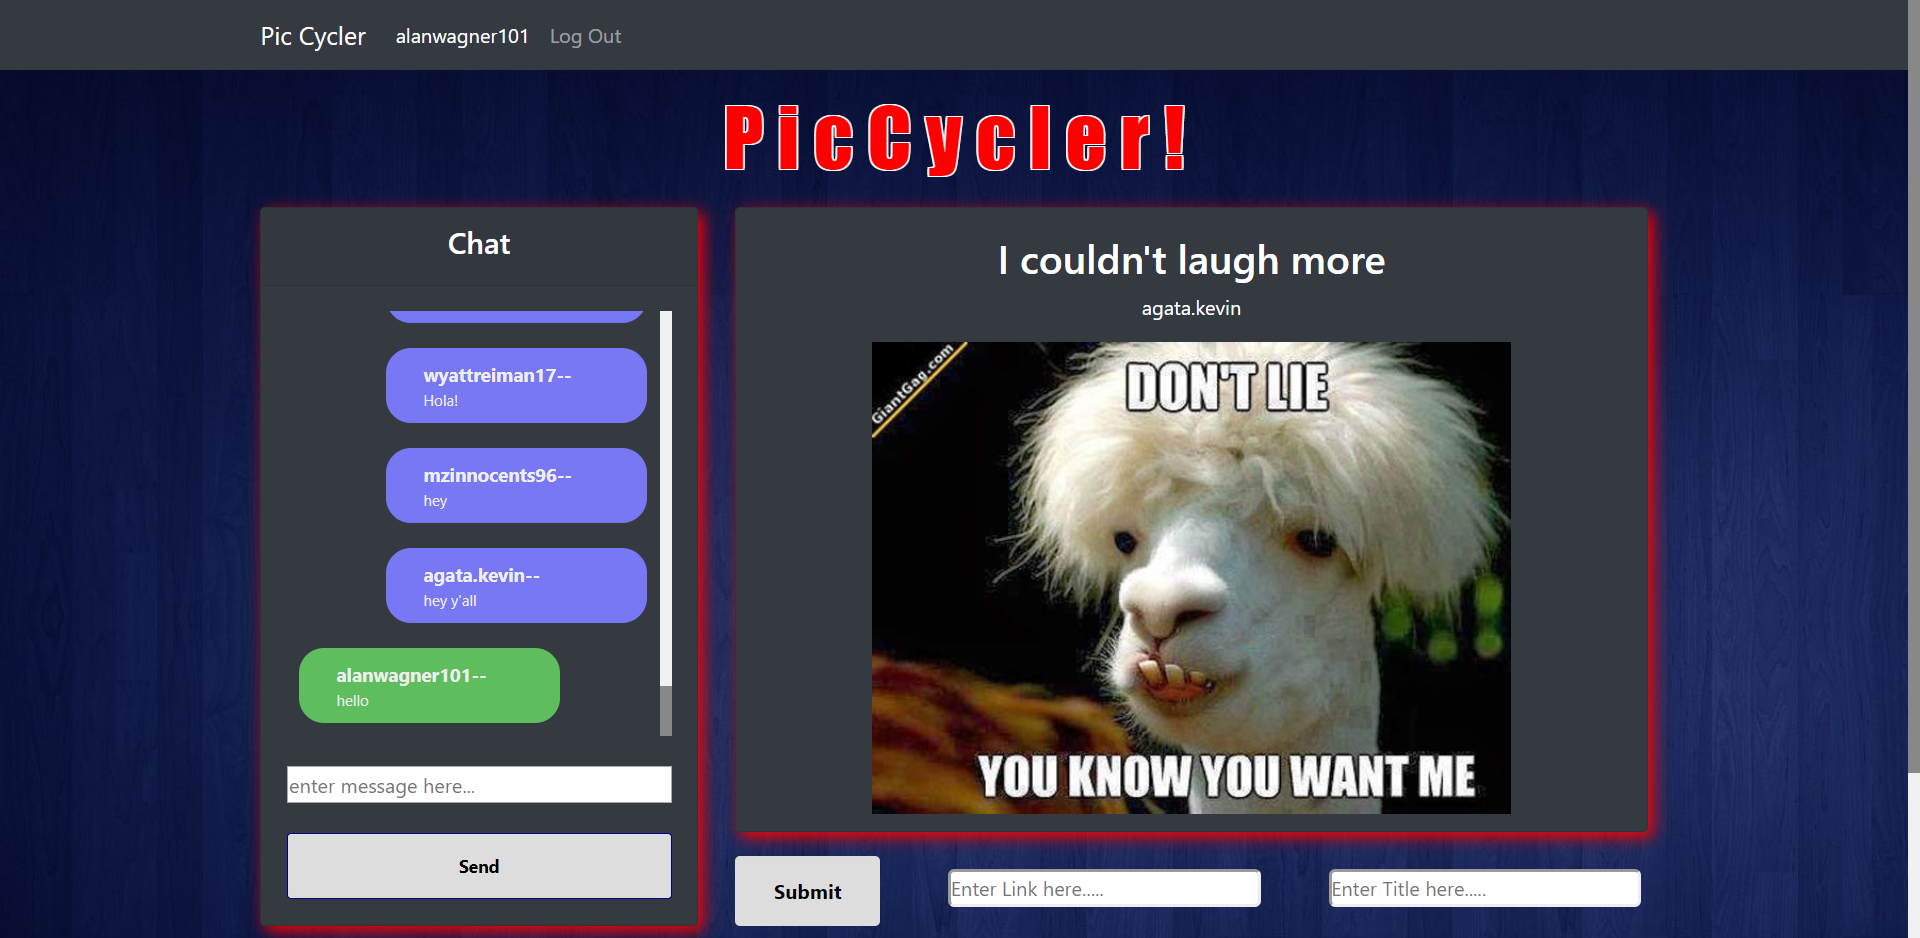 Pic Cycler alanwagner101 Log Out
PicCycler!
Chat
wyattreiman17--
Hola!
mzinnocents96--
hey
agata.kevin--
hey y'all
alanwagner101--
hello
enter message here...
Send
I couldn't laugh more
agata.kevin
GiantGag.com
DON'T LIE
YOU KNOW YOU WANT ME
Submit
Enter Link here.....
Enter Title here.....